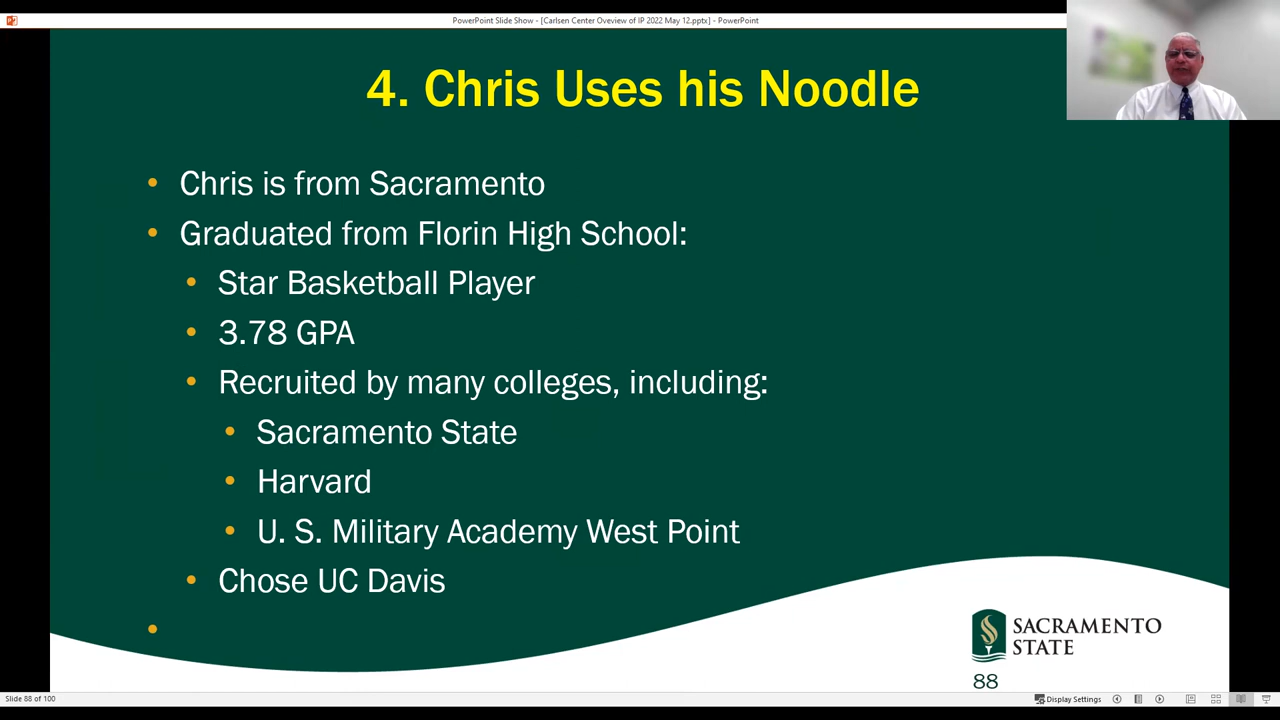 PowerPoint Slide Show - [Carlsen Center Oveview of IP 2022 May 12.pptx] - PowerPoint
4. Chris Uses his Noodle
• Chris is from Sacramento
• Graduated from Florin High School:
• Star Basketball Player
• 3.78 GPA
• Recruited by many colleges, including:
• Sacramento State
• Harvard
• U. S. Military Academy West Point
• Chose UC Davis
•
SACRAMENTO
STATE
88
Slide 88 of 100
Display Settings